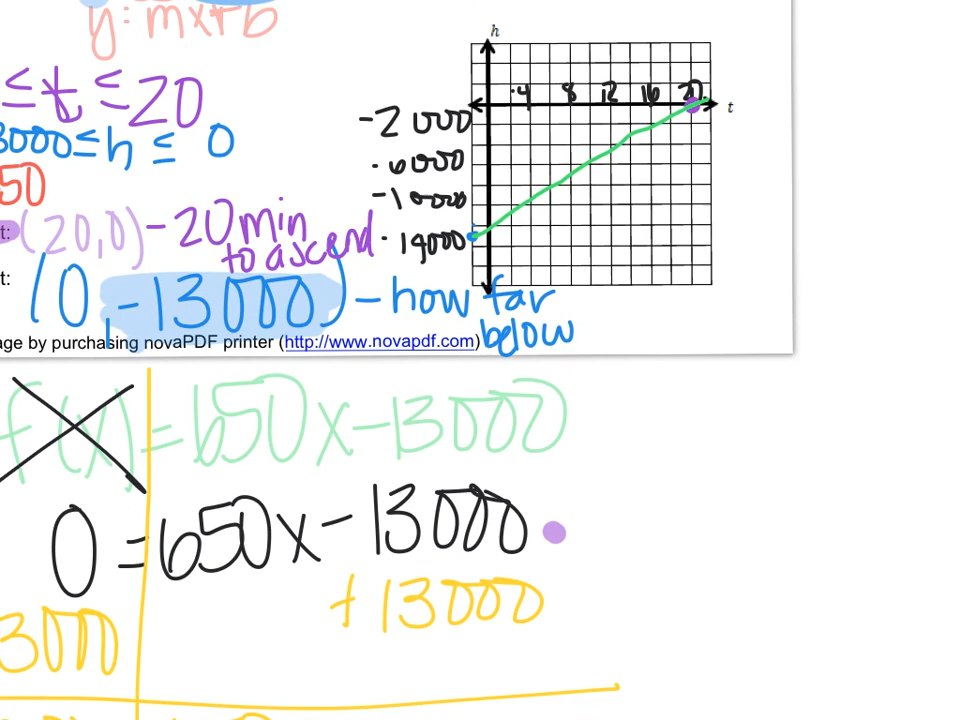 y = mx+b
≤ t ≤ 20
3000 ≤ h ≤ 0
50
t: (20,0) - 20 min to ascend
t: (0, -13000) - how far below
h
4 8 12 16 20
t
-2000
-6000
-10000
-14000
age by purchasing novaPDF printer (http://www.novapdf.com)
f(x) = 650x - 13000
0 = 650x - 13000
+ 13000
3000